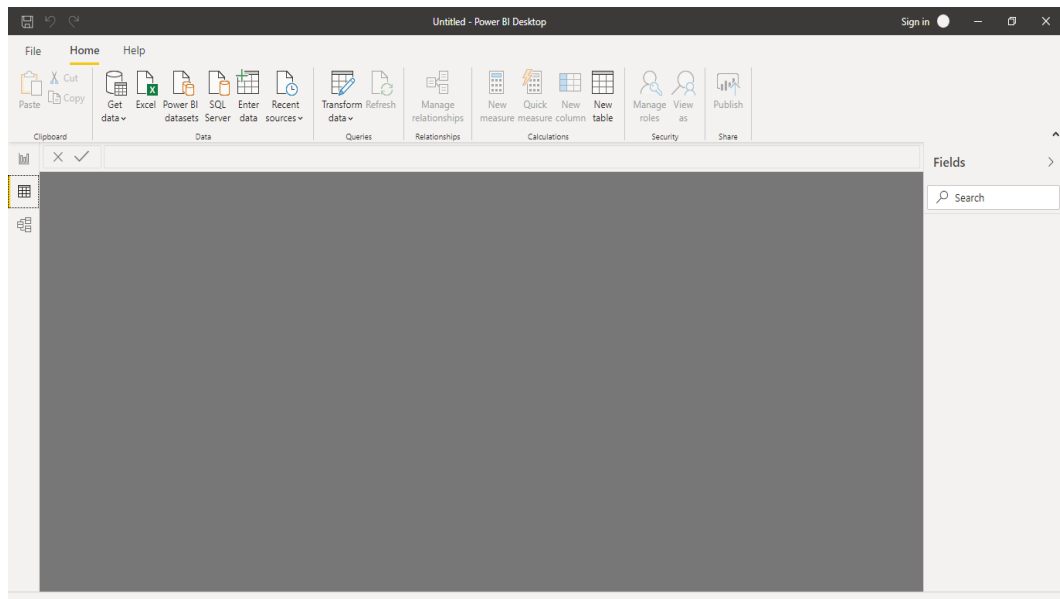 Untitled - Power BI Desktop
Sign in
File Home Help
Paste
Cut
Copy
Clipboard
Get data
Excel
Power BI datasets
SQL Server
Enter data
Recent sources
Data
Transform data
Refresh
Queries
Manage relationships
Relationships
New measure
Quick measure
New column
New table
Calculations
Manage roles
View as
Security
Publish
Share
Fields
Search